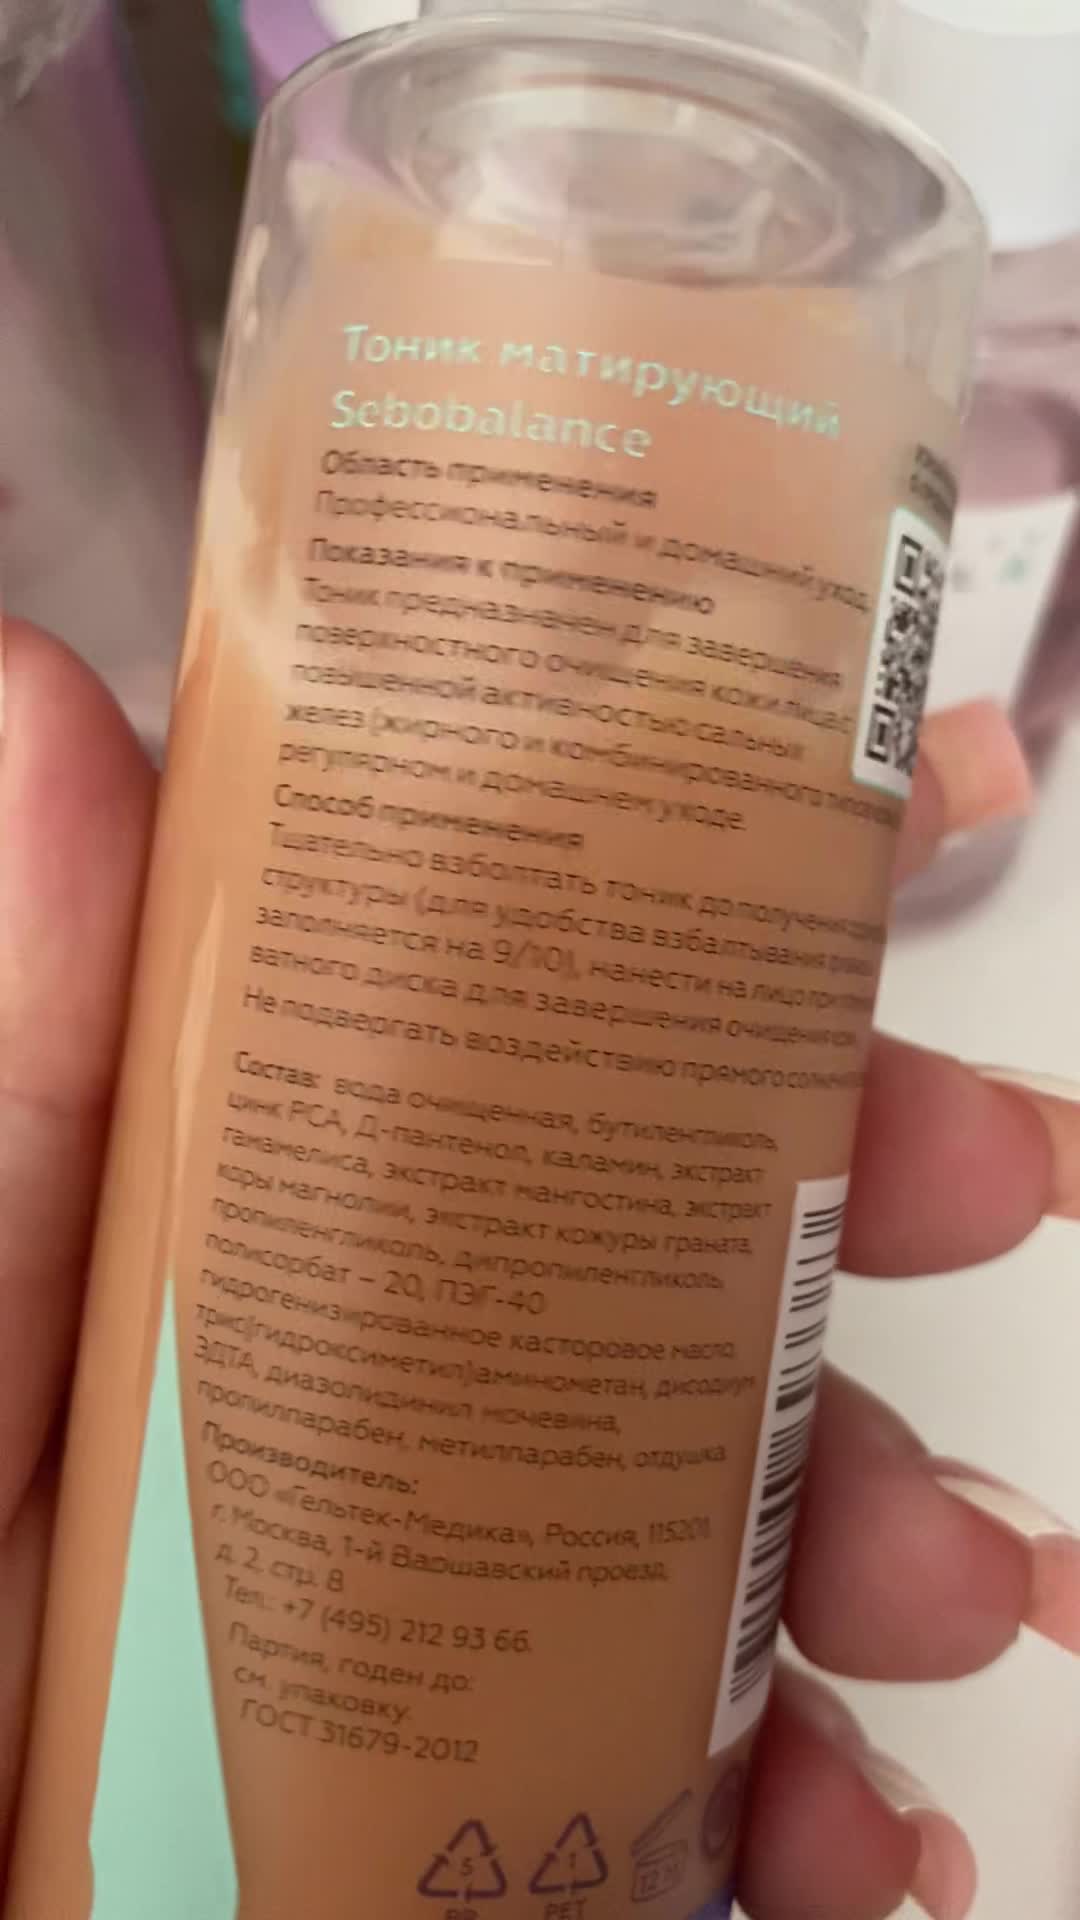 Тоник матирующий
Sebobalance
Область применения
Профессиональный и домашний уход
Показания к применению
Тоник предназначен для завершения
поверхностного очищения кожи лица с
повышенной активностью сальных
желез (жирного и комбинированного типов
регулярном и домашнем уходе.
Способ применения
Тщательно взболтать тоник до получения
структуры (для удобства взбалтывания
заполняется на 9/10), нанести на лицо при
ватного диска для завершения очищения
Не подвергать воздействию прямого
Состав: вода очищенная, бутиленгликоль,
цинк PCA, Д-пантенол, каламин, экстракт
гамамелиса, экстракт мангостина, экстракт
коры магнолии, экстракт кожуры граната,
пропиленгликоль, дипропиленгликоль
полисорбат – 20, ПЭГ-40
гидрогенизированное касторовое масло,
трис(гидроксиметил)аминометан, дисодиум
ЭДТА, диазолидинил мочевина,
пропилпарабен, метилпарабен, отдушка
Производитель:
ООО «Гельтек-Медика», Россия, 115201
г. Москва, 1-й Варшавский проезд,
д. 2, стр. 8
Тел.: +7 (495) 212 93 66.
Партия, годен до:
см. упаковку.
ГОСТ 31679-2012
5
1
12 M
PP
PET